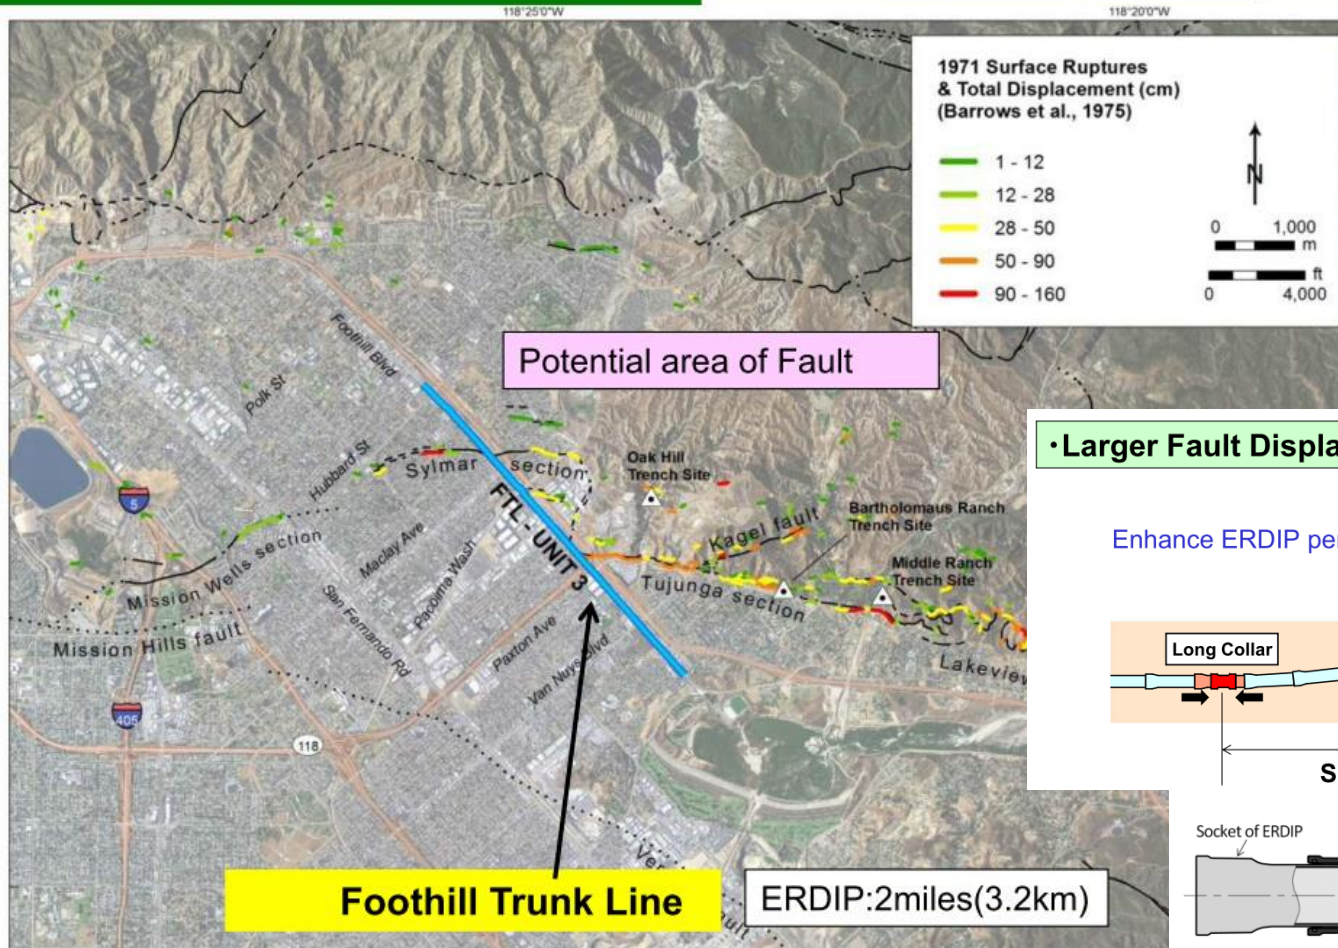 118°25'0"W
118°20'0"W
1971 Surface Ruptures
& Total Displacement (cm)
(Barrows et al., 1975)
1 - 12
12 - 28
28 - 50
50 - 90
90 - 160
N
0 1,000
m
ft
0 4,000
Potential area of Fault
Foothill Blvd
Polk St
Hubbard St
Sylmar section
Oak Hill
Trench Site
FTL - UNIT 3
Bartholomaus Ranch
Trench Site
Kagel fault
Middle Ranch
Trench Site
Tujunga section
Lakeview
5
Mission Wells section
Maclay Ave
Pacoima Wash
San Fernando Rd
Mission Hills fault
Paxton Ave
Van Nuys Blvd
405
118
Foothill Trunk Line
ERDIP:2miles(3.2km)
・Larger Fault Displa
Enhance ERDIP per
Long Collar
S
Socket of ERDIP